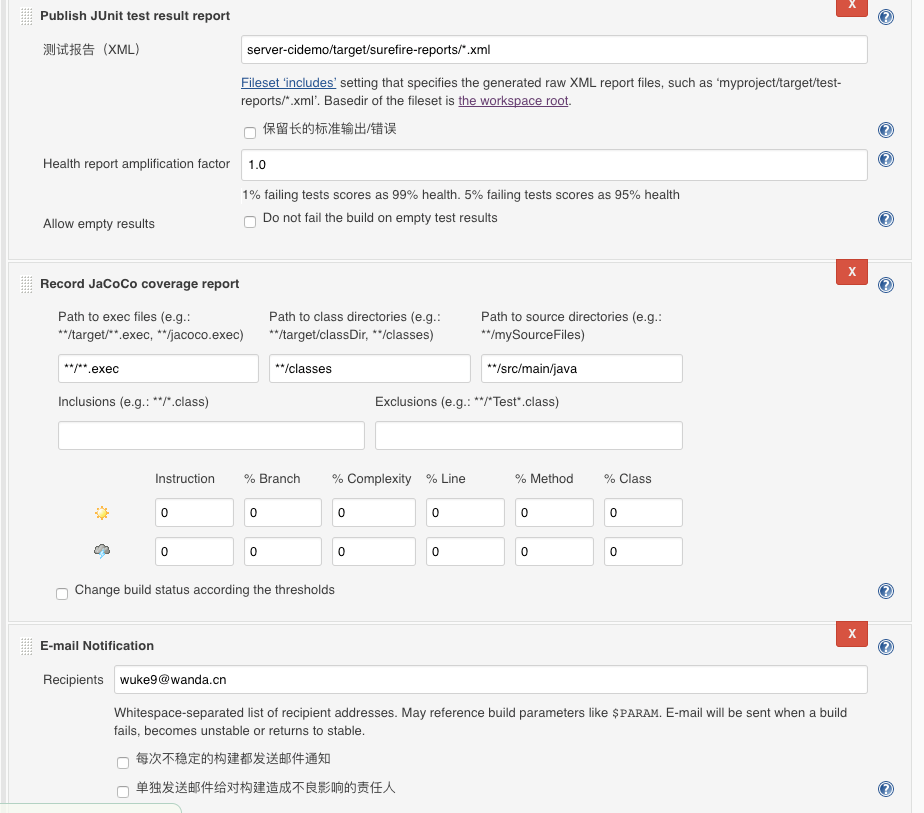 Publish JUnit test result report
X
测试报告（XML）
server-cidemo/target/surefire-reports/*.xml
Fileset ‘includes’ setting that specifies the generated raw XML report files, such as ‘myproject/target/test-
reports/*.xml’. Basedir of the fileset is the workspace root.
保留长的标准输出/错误
Health report amplification factor
1.0
1% failing tests scores as 99% health. 5% failing tests scores as 95% health
Allow empty results
Do not fail the build on empty test results
Record JaCoCo coverage report
X
Path to exec files (e.g.: Path to class directories (e.g.: Path to source directories (e.g.:
**/target/**.exec, **/jacoco.exec) **/target/classDir, **/classes) **/mySourceFiles)
**/**.exec **/classes **/src/main/java
Inclusions (e.g.: **/*.class) Exclusions (e.g.: **/*Test*.class)
Instruction % Branch % Complexity % Line % Method % Class
0 0 0 0 0 0
0 0 0 0 0 0
Change build status according the thresholds
E-mail Notification
X
Recipients
wuke9@wanda.cn
Whitespace-separated list of recipient addresses. May reference build parameters like $PARAM. E-mail will be sent when a build
fails, becomes unstable or returns to stable.
每次不稳定的构建都发送邮件通知
单独发送邮件给对构建造成不良影响的责任人